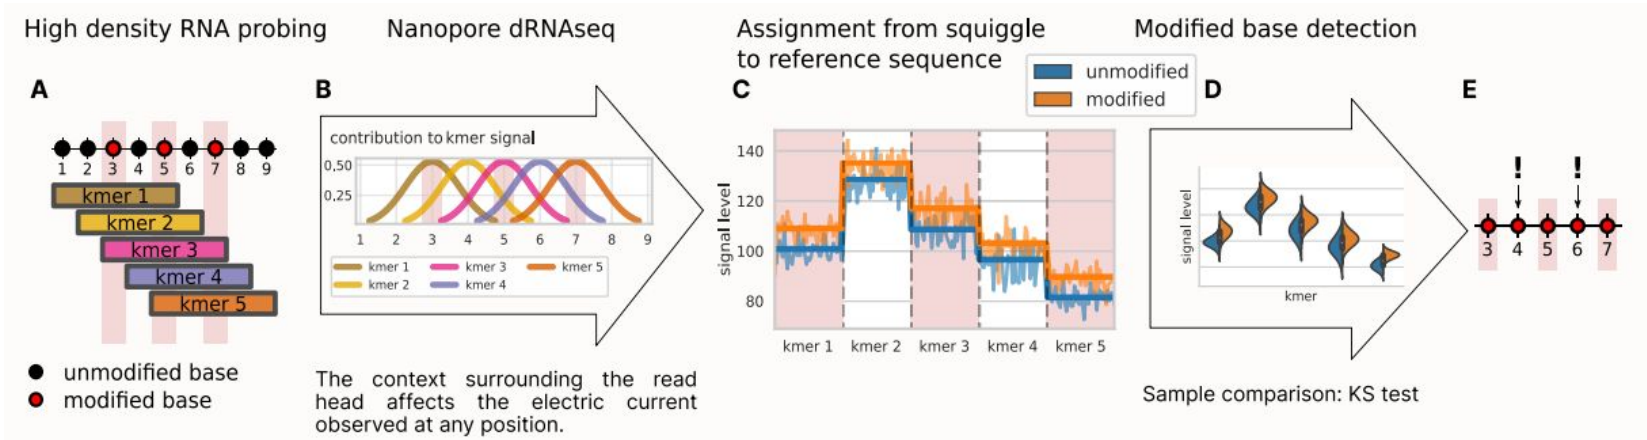 High density RNA probing
Nanopore dRNAseq
Assignment from squiggle
to reference sequence
Modified base detection
unmodified
modified
A
1 2 3 4 5 6 7 8 9
kmer 1
kmer 2
kmer 3
kmer 4
kmer 5
unmodified base
modified base
B
contribution to kmer signal
0.50
0.25
1 2 3 4 5 6 7 8 9
kmer 1 kmer 3 kmer 5
kmer 2 kmer 4
The context surrounding the read
head affects the electric current
observed at any position.
C
signal level
140
120
100
80
kmer 1 kmer 2 kmer 3 kmer 4 kmer 5
D
signal level
kmer
Sample comparison: KS test
E
! !
3 4 5 6 7